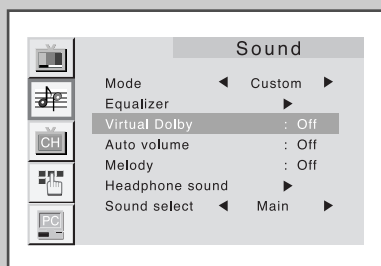 Sound
Mode ◀ Custom ▶
Equalizer ▶
Virtual Dolby : Off
Auto volume : Off
Melody : Off
Headphone sound ▶
Sound select ◀ Main ▶
CH
PC